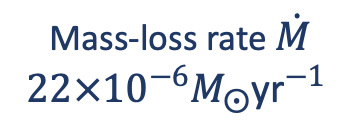 Mass-loss rate Ṁ
22×10⁻⁶M⊙yr⁻¹